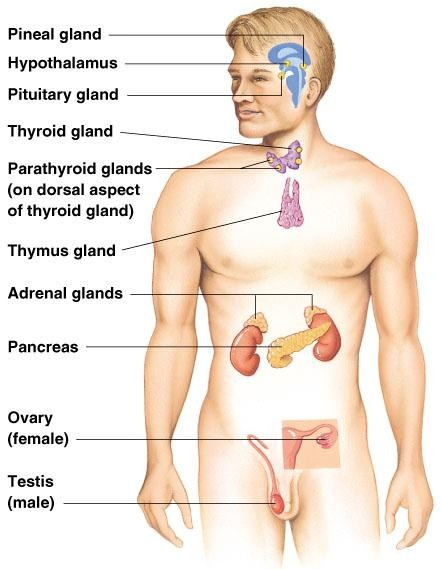 Pineal gland
Hypothalamus
Pituitary gland
Thyroid gland
Parathyroid glands
(on dorsal aspect
of thyroid gland)
Thymus gland
Adrenal glands
Pancreas
Ovary
(female)
Testis
(male)